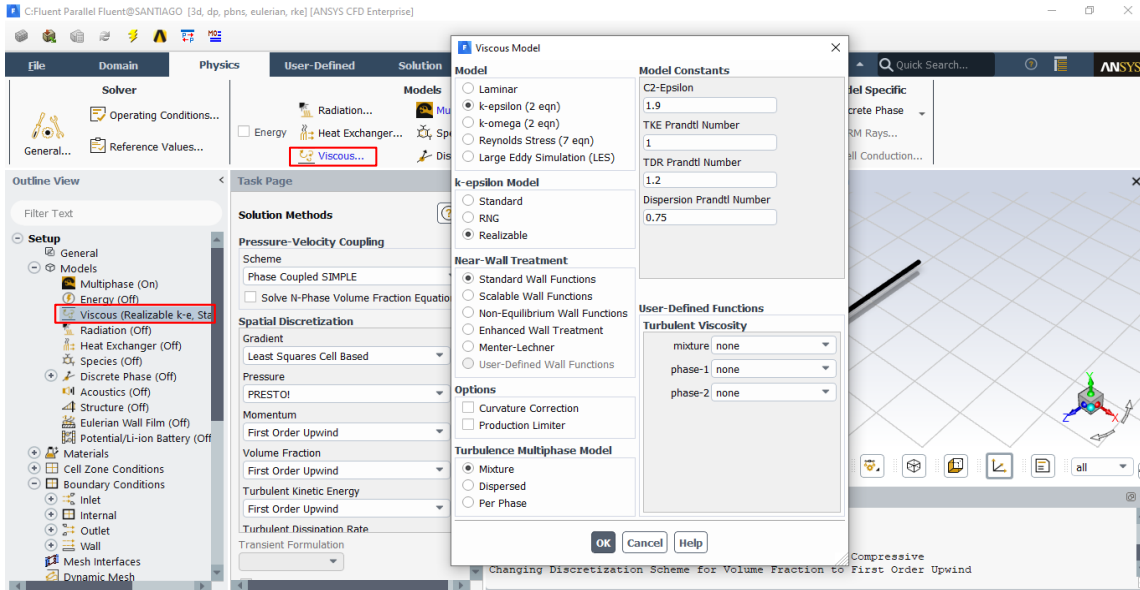 C:Fluent Parallel Fluent@SANTIAGO [3d, dp, pbns, eulerian, rke] [ANSYS CFD Enterprise]
File
Domain
Physics
User-Defined
Solution
Quick Search...
ANSYS
Solver
Operating Conditions...
General...
Reference Values...
Models
Radiation...
Energy
Heat Exchanger...
Viscous...
Mu
Spe
Dis
del Specific
crete Phase
RM Rays...
ell Conduction...
Outline View
Filter Text
Setup
General
Models
Multiphase (On)
Energy (Off)
Viscous (Realizable k-e, Sta
Radiation (Off)
Heat Exchanger (Off)
Species (Off)
Discrete Phase (Off)
Acoustics (Off)
Structure (Off)
Eulerian Wall Film (Off)
Potential/Li-ion Battery (Off
Materials
Cell Zone Conditions
Boundary Conditions
Inlet
Internal
Outlet
Wall
Mesh Interfaces
Dynamic Mesh
Task Page
Solution Methods
Pressure-Velocity Coupling
Scheme
Phase Coupled SIMPLE
Solve N-Phase Volume Fraction Equatio
Spatial Discretization
Gradient
Least Squares Cell Based
Pressure
PRESTO!
Momentum
First Order Upwind
Volume Fraction
First Order Upwind
Turbulent Kinetic Energy
First Order Upwind
Turbulent Dissipation Rate
Transient Formulation
Viscous Model
Model
Laminar
k-epsilon (2 eqn)
k-omega (2 eqn)
Reynolds Stress (7 eqn)
Large Eddy Simulation (LES)
k-epsilon Model
Standard
RNG
Realizable
Near-Wall Treatment
Standard Wall Functions
Scalable Wall Functions
Non-Equilibrium Wall Functions
Enhanced Wall Treatment
Menter-Lechner
User-Defined Wall Functions
Options
Curvature Correction
Production Limiter
Turbulence Multiphase Model
Mixture
Dispersed
Per Phase
Model Constants
C2-Epsilon
1.9
TKE Prandtl Number
1
TDR Prandtl Number
1.2
Dispersion Prandtl Number
0.75
User-Defined Functions
Turbulent Viscosity
mixture none
phase-1 none
phase-2 none
OK Cancel Help
Y
Z
X
all
Compressive
Changing Discretization Scheme for Volume Fraction to First Order Upwind